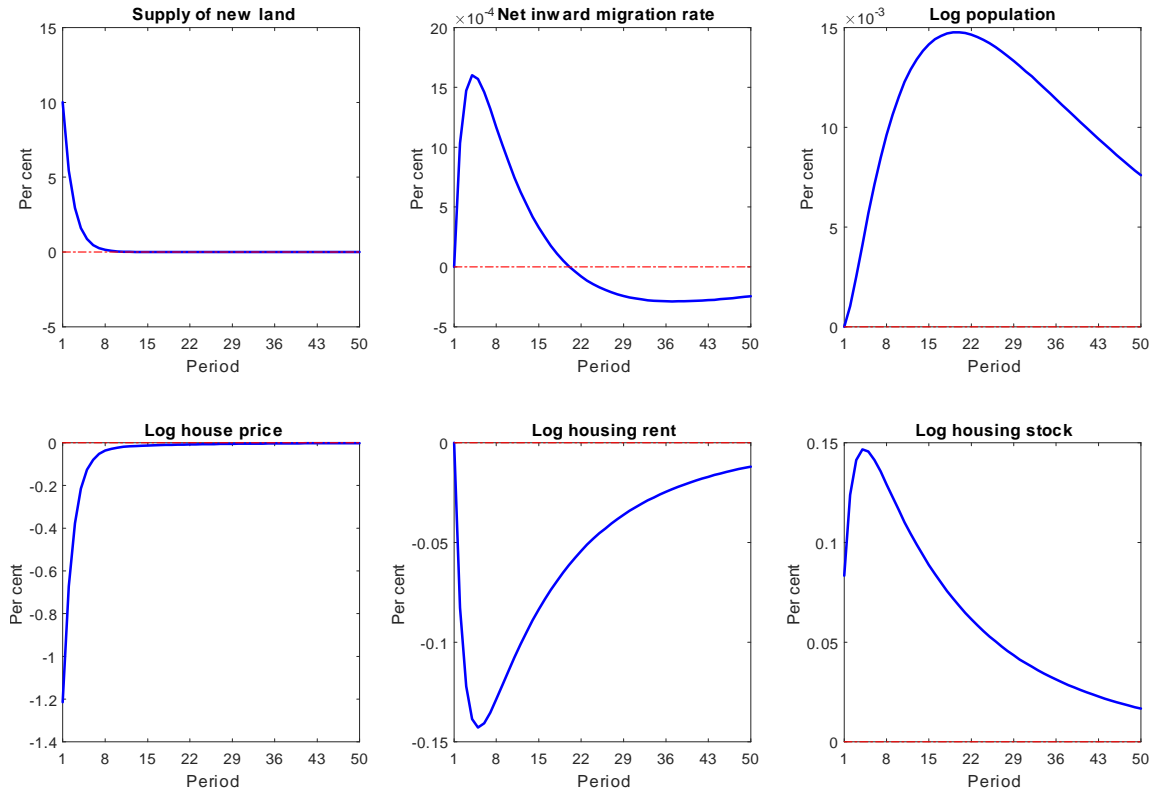 Supply of new land
15
10
5
0
-5
Per cent
1 8 15 22 29 36 43 50
Period
×10-4 Net inward migration rate
20
15
10
5
0
-5
Per cent
1 8 15 22 29 36 43 50
Period
Log population
×10-3
15
10
5
0
Per cent
1 8 15 22 29 36 43 50
Period
Log house price
0
-0.2
-0.4
-0.6
-0.8
-1
-1.2
-1.4
Per cent
1 8 15 22 29 36 43 50
Period
Log housing rent
0
-0.05
-0.1
-0.15
Per cent
1 8 15 22 29 36 43 50
Period
Log housing stock
0.15
0.1
0.05
0
Per cent
1 8 15 22 29 36 43 50
Period